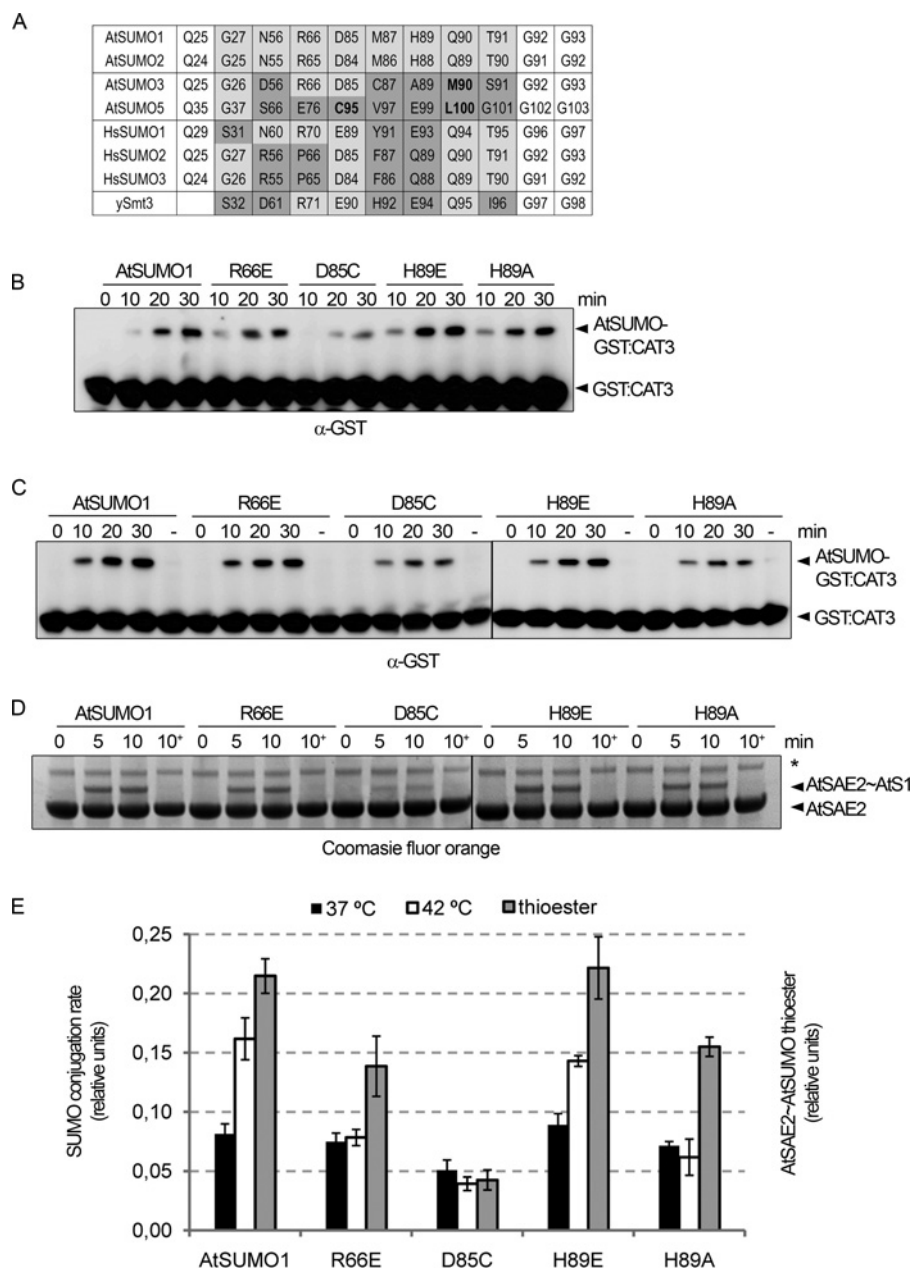 A
AtSUMO1 Q25 G27 N56 R66 D85 M87 H89 Q90 T91 G92 G93
AtSUMO2 Q24 G25 N55 R65 D84 M86 H88 Q89 T90 G91 G92
AtSUMO3 Q25 G26 D56 R66 D85 C87 A89 M90 S91 G92 G93
AtSUMO5 Q35 G37 S66 E76 C95 V97 E99 L100 G101 G102 G103
HsSUMO1 Q29 S31 N60 R70 E89 Y91 E93 Q94 T95 G96 G97
HsSUMO2 Q25 G27 R56 P66 D85 F87 Q89 Q90 T91 G92 G93
HsSUMO3 Q24 G26 R55 P65 D84 F86 Q88 Q89 T90 G91 G92
ySmt3 S32 D61 R71 E90 H92 E94 Q95 I96 G97 G98
B
AtSUMO1 R66E D85C H89E H89A
0 10 20 30 10 20 30 10 20 30 10 20 30 10 20 30 min
AtSUMO-
GST:CAT3
GST:CAT3
α-GST
C
AtSUMO1 R66E D85C H89E H89A
0 10 20 30 - 0 10 20 30 - 0 10 20 30 - 0 10 20 30 - 0 10 20 30 - min
AtSUMO-
GST:CAT3
GST:CAT3
α-GST
D
AtSUMO1 R66E D85C H89E H89A
0 5 10 10+ 0 5 10 10+ 0 5 10 10+ 0 5 10 10+ 0 5 10 10+ min
*
AtSAE2~AtS1
AtSAE2
Coomasie fluor orange
E
37 ºC 42 ºC thioester
0,25
0,20
0,15
0,10
0,05
0,00
SUMO conjugation rate
(relative units)
AtSAE2~AtSUMO thioester
(relative units)
AtSUMO1 R66E D85C H89E H89A